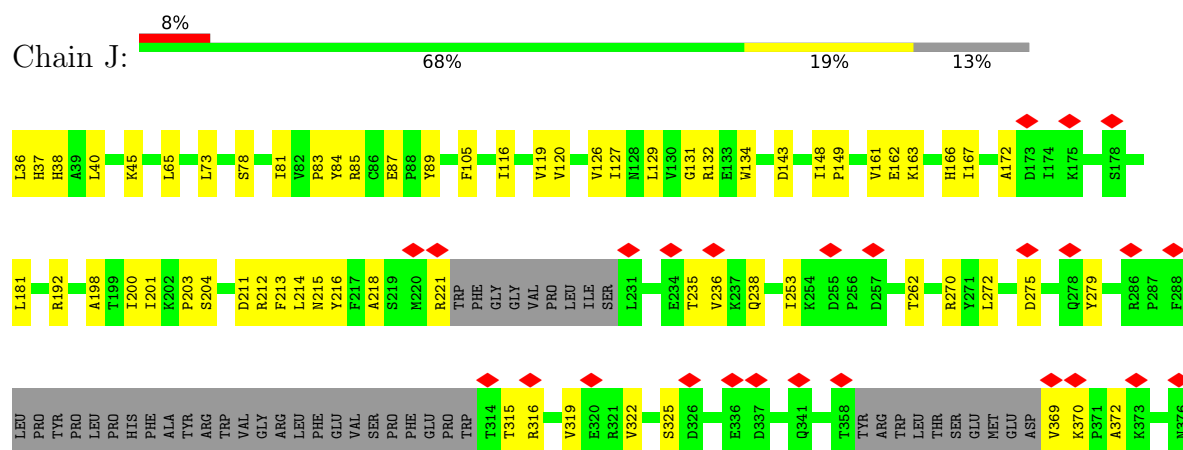 8%
Chain J:
68% 19% 13%
L36 H37 H38 A39 L40 K45 L65 L73 S78 I81 V82 P83 Y84 R85 C86 E87 P88 Y89 F105 I116 V119 V120 V126 I127 N128 L129 V130 G131 R132 E133 W134 D143 I148 P149 V161 E162 K163 H166 I167 A172 D173 I174 K175 S178
L181 R192 A198 T199 I200 I201 K202 P203 S204 D211 R212 F213 L214 N215 Y216 F217 A218 S219 M220 R221 TRP PHE GLY GLY VAL PRO LEU ILE SER L231 E234 T235 V236 K237 Q238 I253 K254 D255 P256 D257 T262 R270 Y271 L272 D275 Q278 Y279 R286 P287 F288
LEU PRO TYR PRO LEU PRO HIS PHE ALA TYR ARG TRP VAL GLY ARG LEU PHE GLU VAL SER PRO PHE GLU PRO TRP T314 T315 R316 V319 E320 R321 V322 S325 D326 E336 D337 Q341 T358 TYR ARG TRP LEU THR SER GLU MET GLU ASP V369 K370 P371 A372 K373 N376